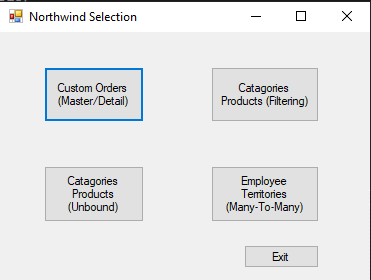 Northwind Selection
Custom Orders
(Master/Detail)
Catagories
Products (Filtering)
Catagories
Products
(Unbound)
Employee
Territories
(Many-To-Many)
Exit